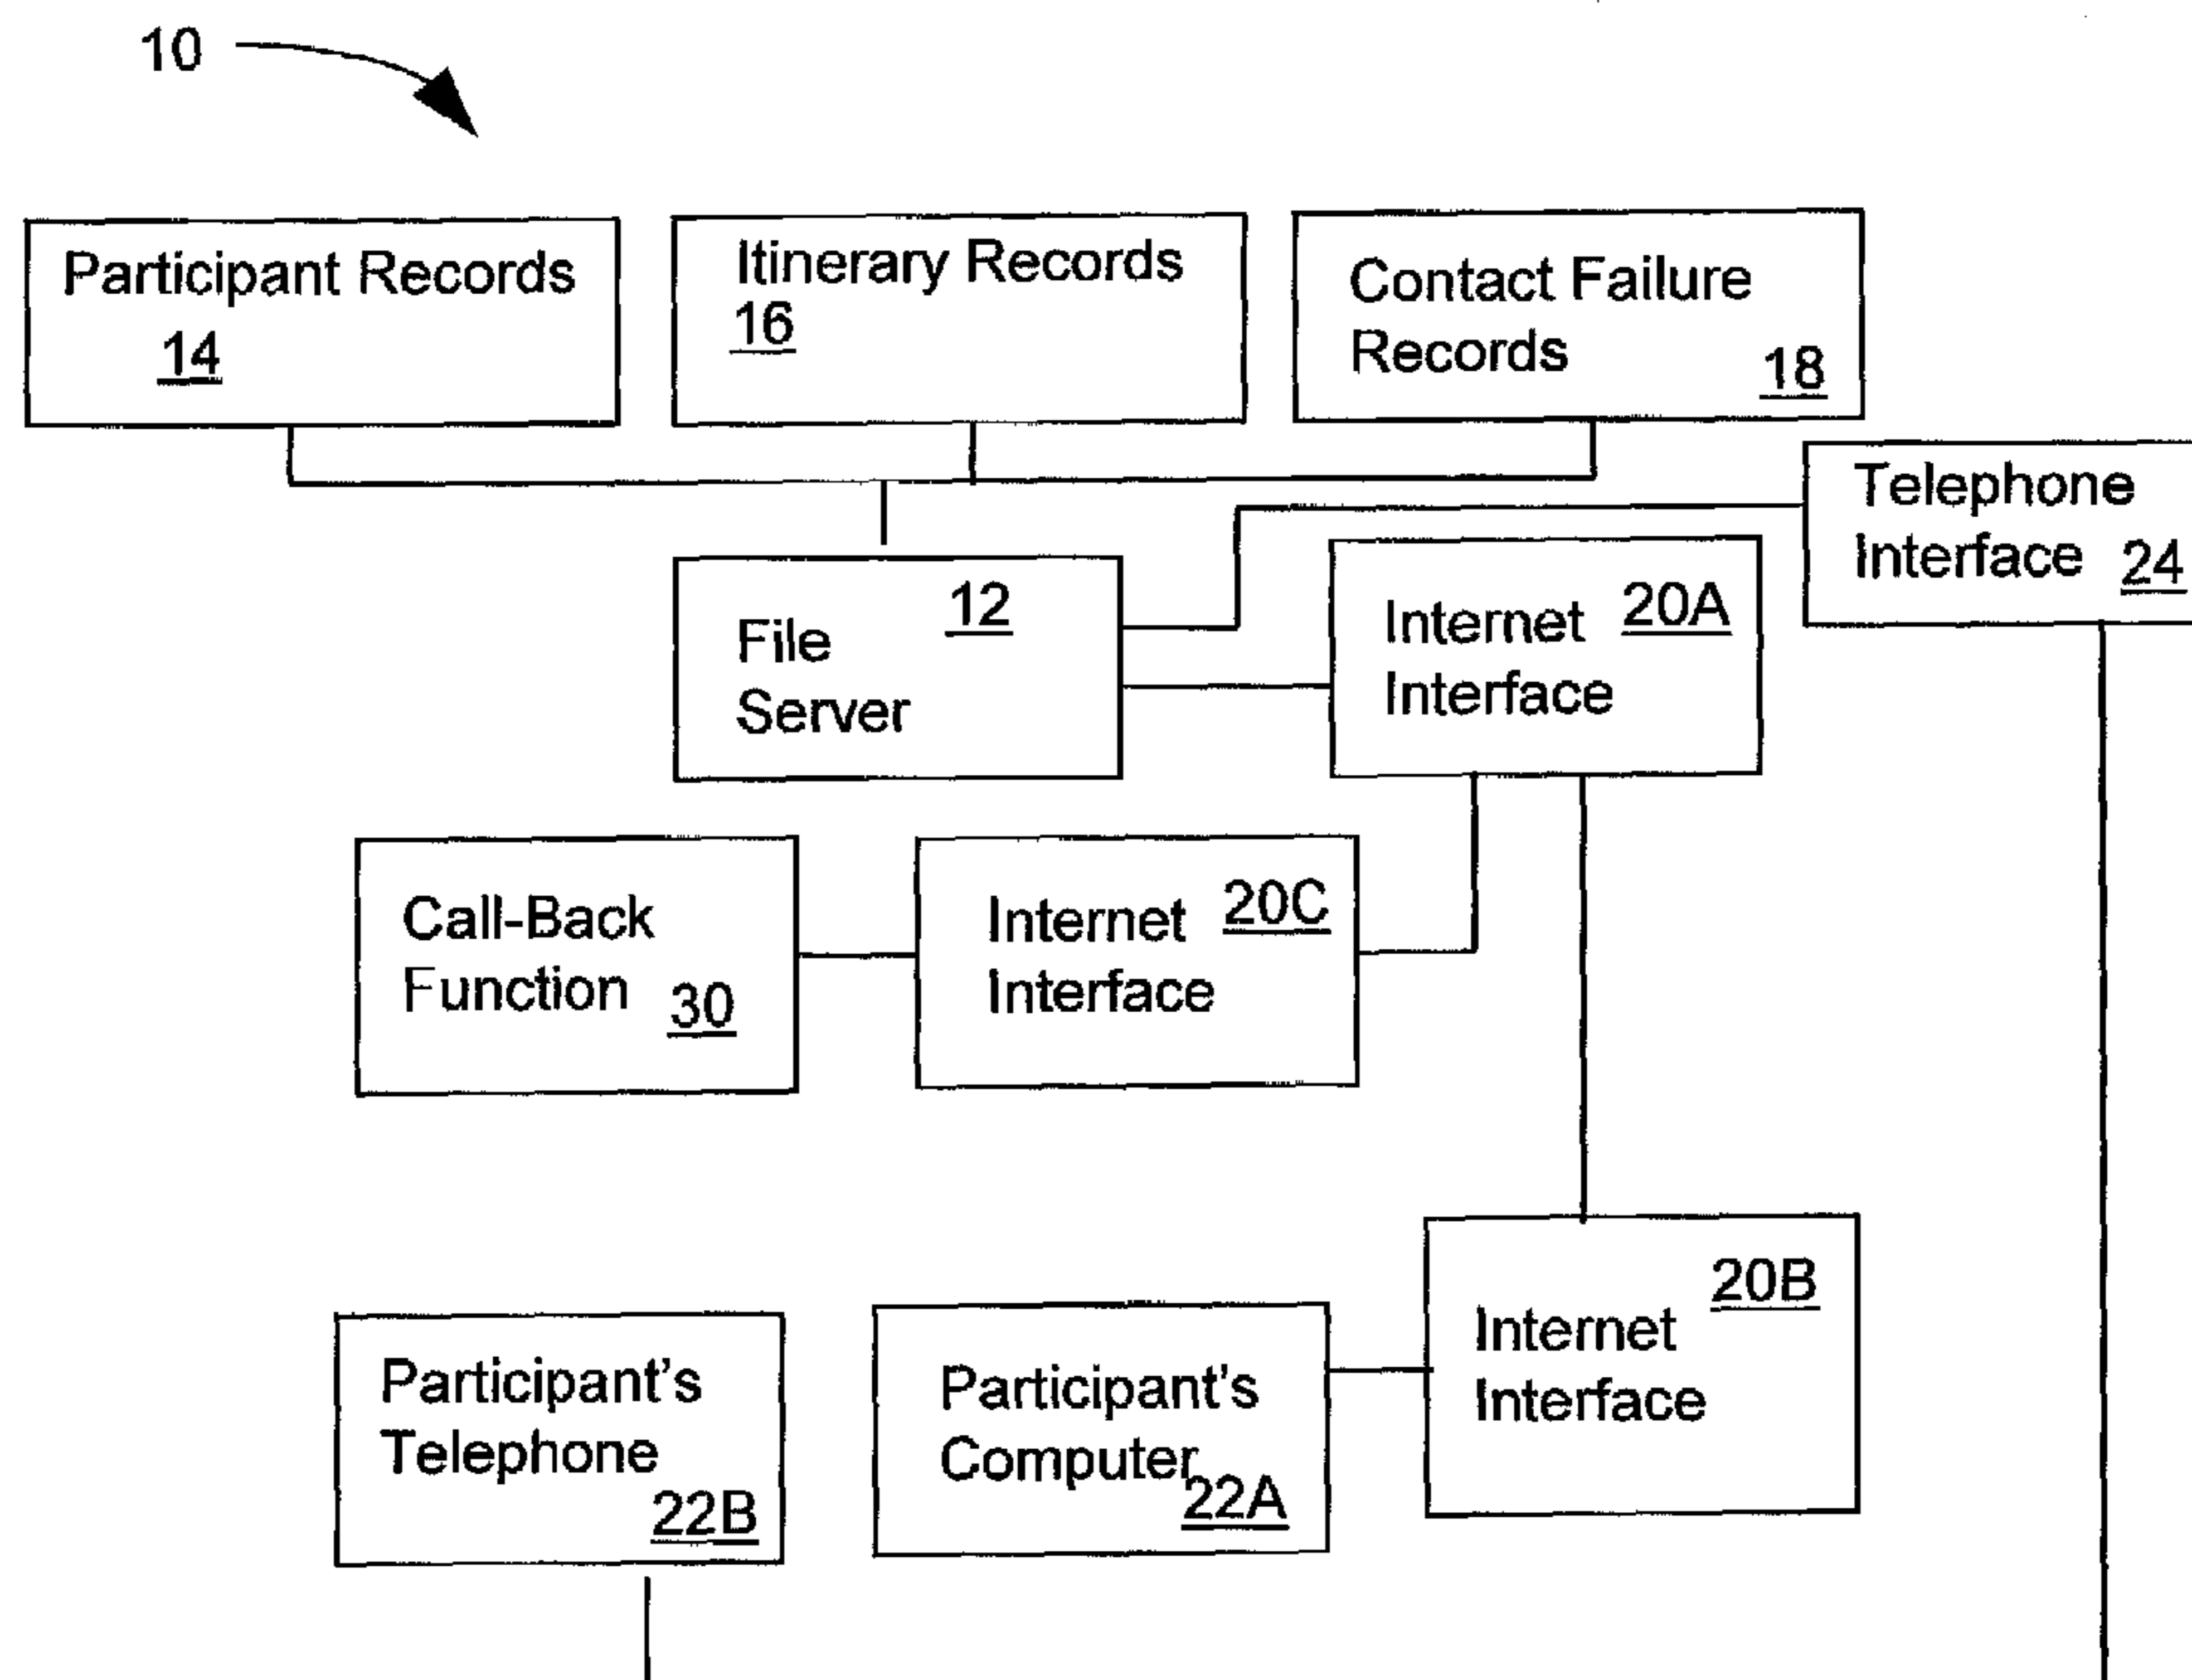 10
Participant Records
14
Itinerary Records
16
Contact Failure
Records
18
Telephone
Interface
24
File
Server
12
Internet
Interface
20A
Call-Back
Function
30
Internet
Interface
20C
Participant's
Telephone
22B
Participant's
Computer
22A
Internet
Interface
20B